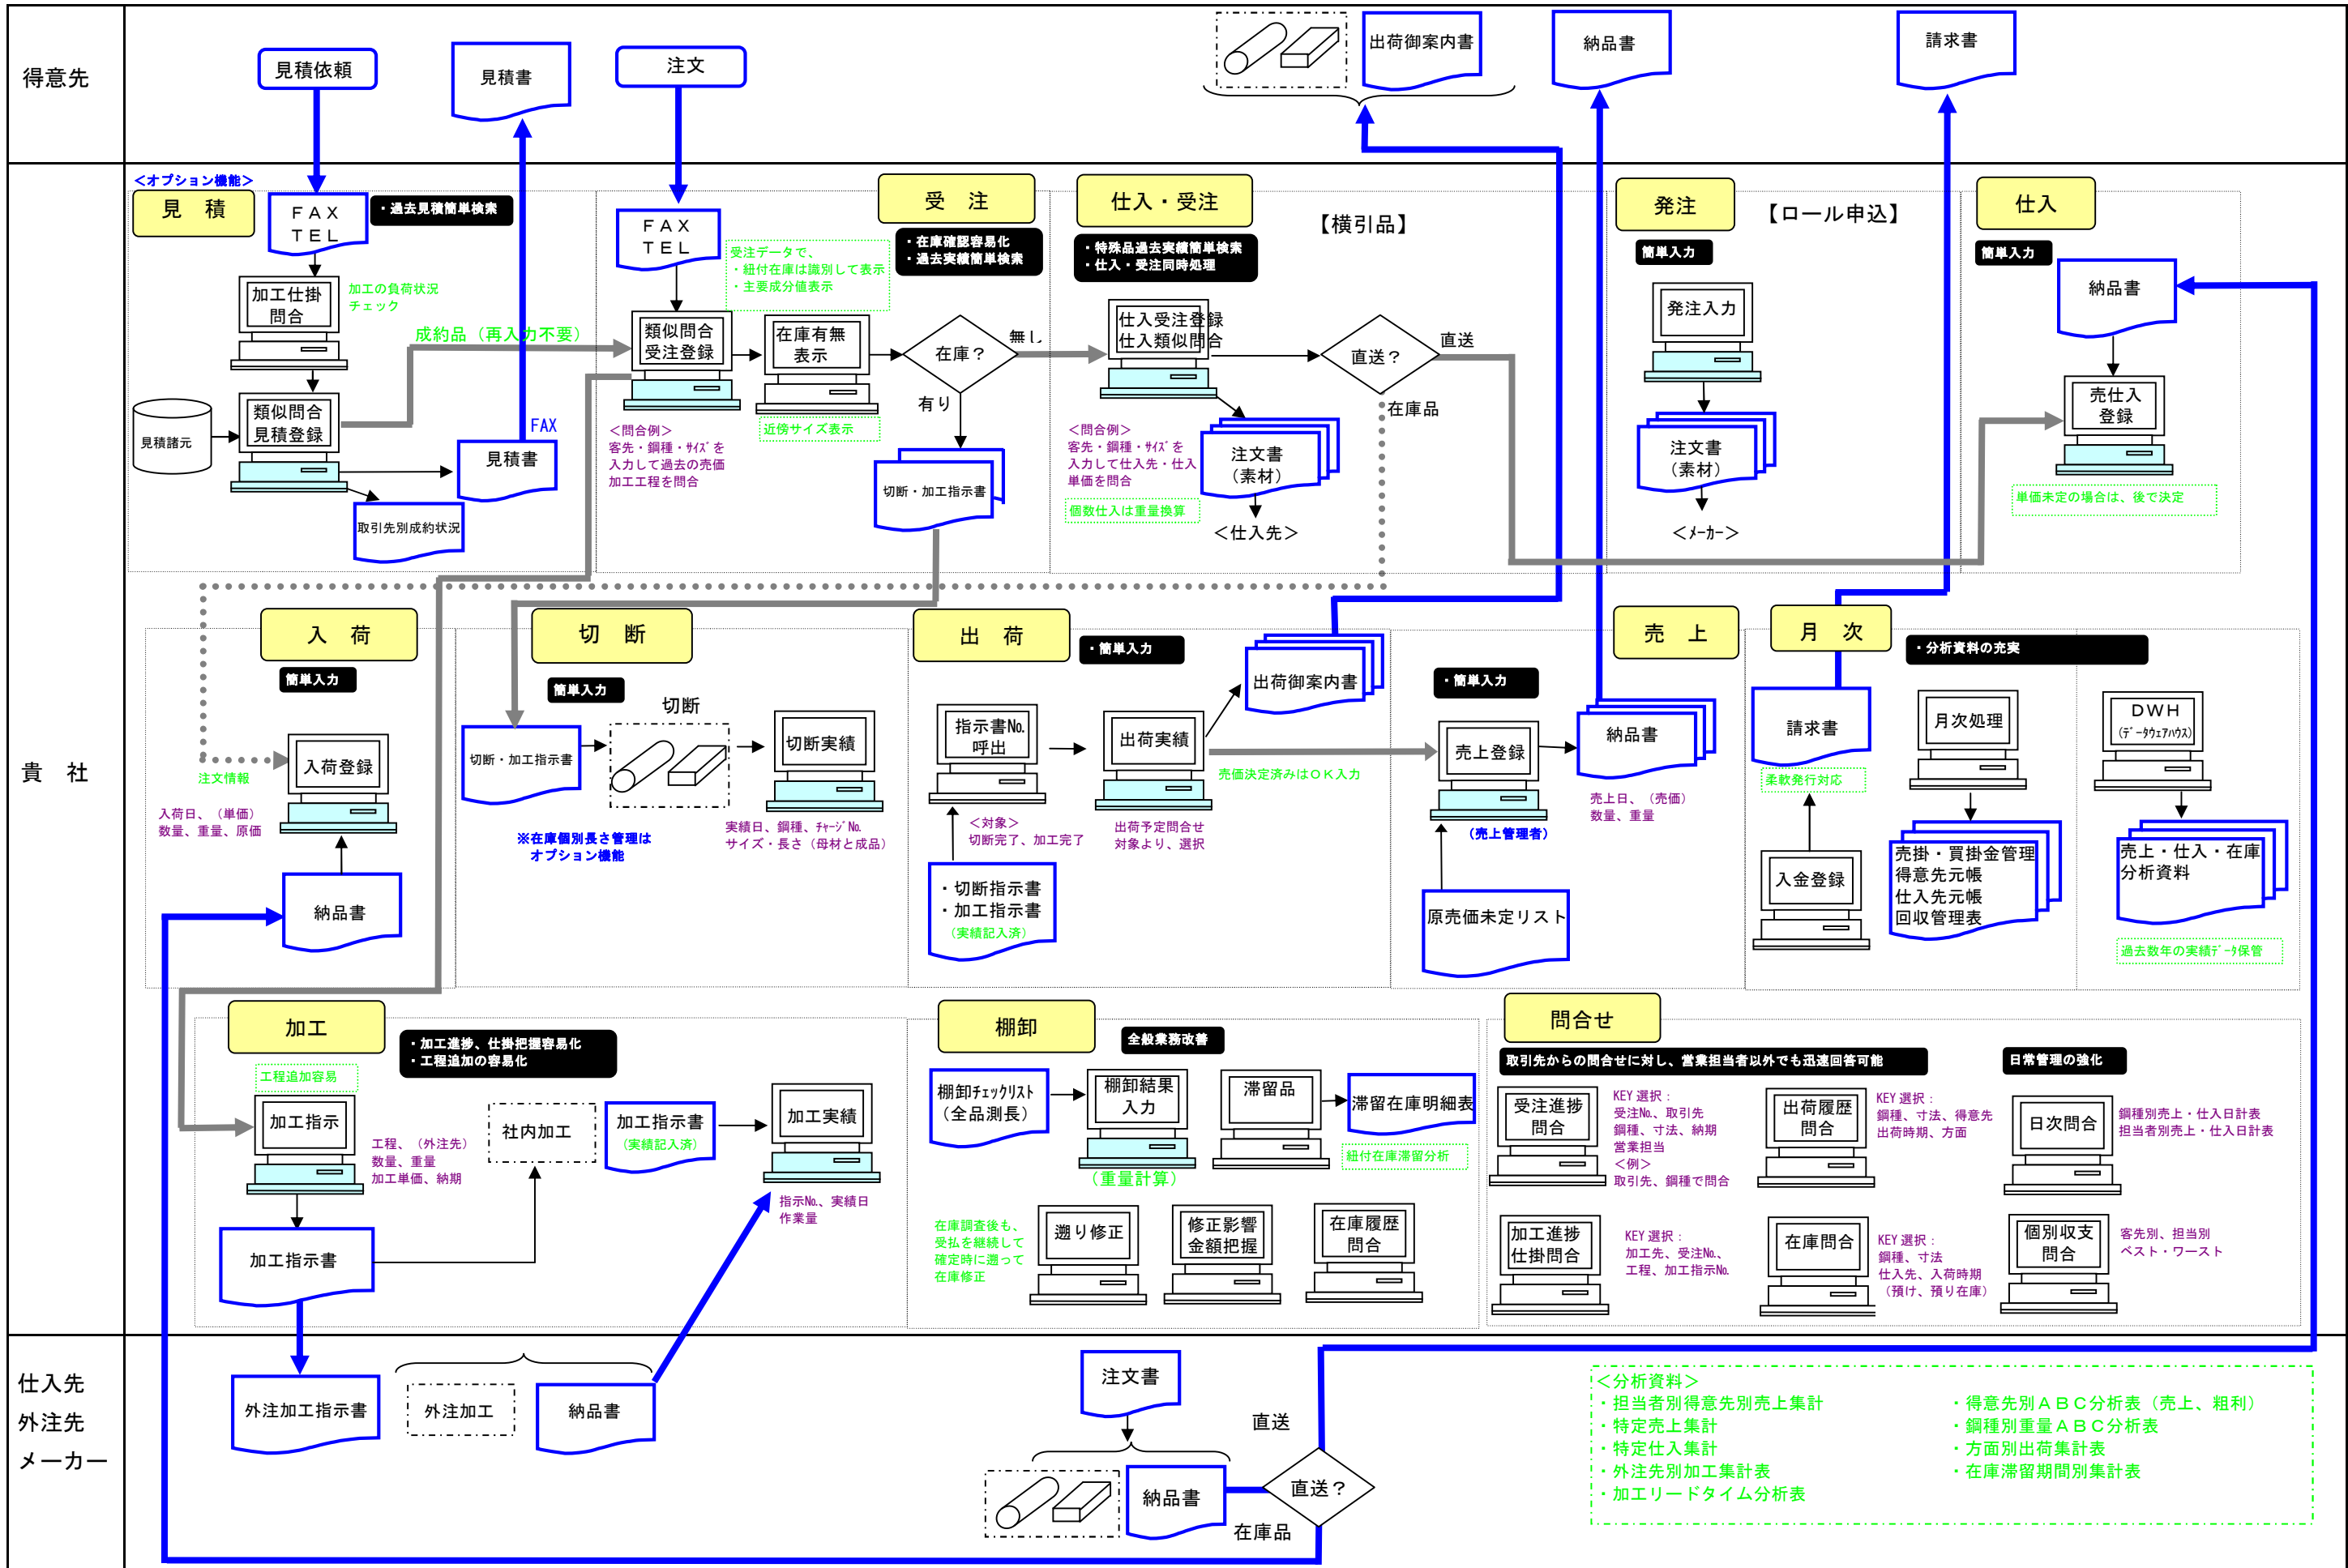 得意先
見積依頼
見積書
注文
出荷御案内書
納品書
請求書
貴　社
＜オプション機能＞
見　積
ＦＡＸ
ＴＥＬ
・過去見積簡単検索
加工仕掛
問合
加工の負荷状況
チェック
成約品（再入力不要）
見積諸元
類似問合
見積登録
FAX
見積書
取引先別成約状況
受　注
ＦＡＸ
ＴＥＬ
受注データで、
・紐付在庫は識別して表示
・主要成分値表示
・在庫確認容易化
・過去実績簡単検索
類似問合
受注登録
在庫有無
表示
在庫？
無し
有り
近傍サイズ表示
＜問合例＞
客先・鋼種・ｻｲｽﾞを
入力して過去の売価
加工工程を問合
切断・加工指示書
仕入・受注
【横引品】
・特殊品過去実績簡単検索
・仕入・受注同時処理
仕入受注登録
仕入類似問合
直送？
直送
在庫品
＜問合例＞
客先・鋼種・ｻｲｽﾞを
入力して仕入先・仕入
単価を問合
個数仕入は重量換算
注文書
（素材）
＜仕入先＞
発注
【ロール申込】
簡単入力
発注入力
注文書
（素材）
＜ﾒｰｶｰ＞
仕入
簡単入力
納品書
売仕入
登録
単価未定の場合は、後で決定
入　荷
簡単入力
入荷登録
注文情報
入荷日、（単価）
数量、重量、原価
納品書
切　断
簡単入力
切断
切断・加工指示書
切断実績
※在庫個別長さ管理は
オプション機能
実績日、鋼種、ﾁｬｰｼﾞ№
サイズ・長さ（母材と成品）
出　荷
・簡単入力
出荷御案内書
指示書№
呼出
出荷実績
売価決定済みはＯＫ入力
＜対象＞
切断完了、加工完了
出荷予定問合せ
対象より、選択
・切断指示書
・加工指示書
（実績記入済）
売　上
・簡単入力
売上登録
納品書
（売上管理者）
売上日、（売価）
数量、重量
原売価未定リスト
月　次
・分析資料の充実
請求書
柔軟発行対応
入金登録
月次処理
売掛・買掛金管理
得意先元帳
仕入先元帳
回収管理表
ＤＷＨ
（ﾃﾞｰﾀｳｪｱﾊｳｽ）
売上・仕入・在庫
分析資料
過去数年の実績ﾃﾞｰﾀ保管
加工
・加工進捗、仕掛把握容易化
・工程追加の容易化
工程追加容易
加工指示
工程、（外注先）
数量、重量
加工単価、納期
社内加工
加工指示書
（実績記入済）
加工実績
指示№、実績日
作業量
加工指示書
棚卸
全般業務改善
棚卸ﾁｪｯｸﾘｽﾄ
（全品測長）
棚卸結果
入力
（重量計算）
滞留品
滞留在庫明細表
紐付在庫滞留分析
在庫調査後も、
受払を継続して
確定時に遡って
在庫修正
遡り修正
修正影響
金額把握
在庫履歴
問合
問合せ
取引先からの問合せに対し、営業担当者以外でも迅速回答可能
日常管理の強化
受注進捗
問合
KEY 選択：
受注№、取引先
鋼種、寸法、納期
営業担当
＜例＞
取引先、鋼種で問合
出荷履歴
問合
KEY 選択：
鋼種、寸法、得意先
出荷時期、方面
日次問合
鋼種別売上・仕入日計表
担当者別売上・仕入日計表
加工進捗
仕掛問合
KEY 選択：
加工先、受注№、
工程、加工指示№
在庫問合
KEY 選択：
鋼種、寸法
仕入先、入荷時期
（預け、預り在庫）
個別収支
問合
客先別、担当別
ベスト・ワースト
仕入先
外注先
メーカー
外注加工指示書
外注加工
納品書
注文書
納品書
直送
直送？
在庫品
＜分析資料＞
・担当者別得意先別売上集計
・特定売上集計
・特定仕入集計
・外注先別加工集計表
・加工リードタイム分析表
・得意先別ＡＢＣ分析表（売上、粗利）
・鋼種別重量ＡＢＣ分析表
・方面別出荷集計表
・在庫滞留期間別集計表